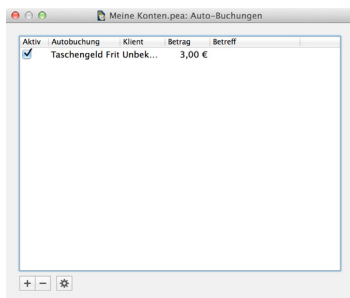 Meine Konten.pea: Auto-Buchungen
Aktiv Autobuchung Klient Betrag Betreff
Taschengeld Frit Unbek... 3,00 €